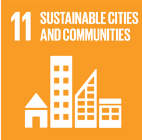 11 SUSTAINABLE CITIES
AND COMMUNITIES